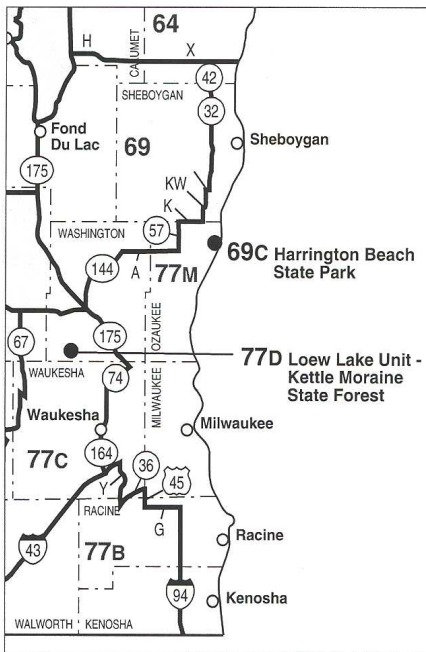 64
H
CALUMET
X
42
SHEBOYGAN
32
Fond
Du Lac
69
Sheboygan
175
KW
K
57
WASHINGTON
69C Harrington Beach
State Park
144
A
77M
OZAUKEE
67
175
77D Loew Lake Unit -
Kettle Moraine
State Forest
WAUKESHA
74
MILWAUKEE
Waukesha
Milwaukee
77C
164
36
Y
45
RACINE
G
43
77B
Racine
94
Kenosha
WALWORTH
KENOSHA